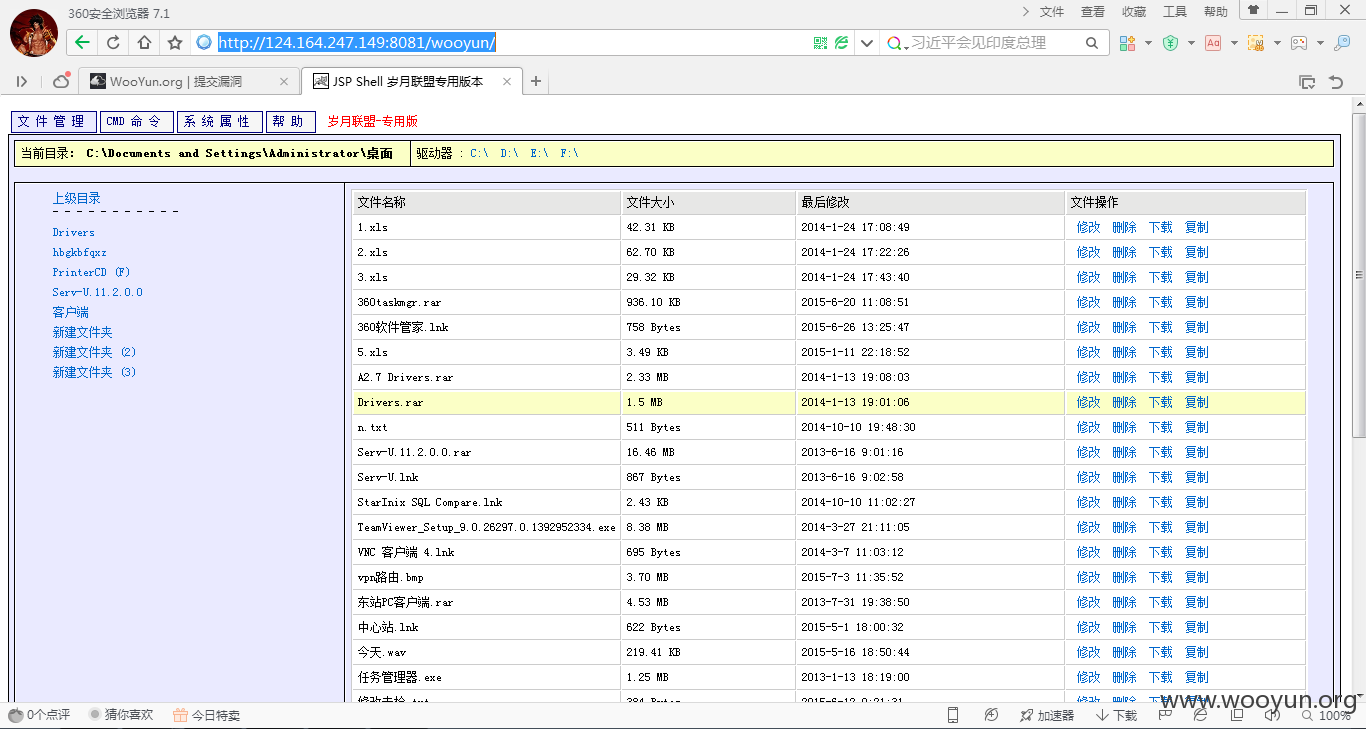 360安全浏览器 7.1
文件 查看 收藏 工具 帮助
http://124.164.247.149:8081/wooyun/
习近平会见印度总理
WooYun.org | 提交漏洞
JSP Shell 岁月联盟专用版本
文件管理 CMD 命令 系统属性 帮助 岁月联盟-专用版
当前目录: C:\Documents and Settings\Administrator\桌面 驱动器 : C:\ D:\ E:\ F:\
上级目录
- - - - - - - - - - -
Drivers
hbgkbfqxz
PrinterCD (F)
Serv-U.11.2.0.0
客户端
新建文件夹
新建文件夹 (2)
新建文件夹 (3)
文件名称 文件大小 最后修改 文件操作
1.xls 42.31 KB 2014-1-24 17:08:49 修改 删除 下载 复制
2.xls 62.70 KB 2014-1-24 17:22:26 修改 删除 下载 复制
3.xls 29.32 KB 2014-1-24 17:43:40 修改 删除 下载 复制
360taskmgr.rar 936.10 KB 2015-6-20 11:08:51 修改 删除 下载 复制
360软件管家.lnk 758 Bytes 2015-6-26 13:25:47 修改 删除 下载 复制
5.xls 3.49 KB 2015-1-11 22:18:52 修改 删除 下载 复制
A2.7 Drivers.rar 2.33 MB 2014-1-13 19:08:03 修改 删除 下载 复制
Drivers.rar 1.5 MB 2014-1-13 19:01:06 修改 删除 下载 复制
n.txt 511 Bytes 2014-10-10 19:48:30 修改 删除 下载 复制
Serv-U.11.2.0.0.rar 16.46 MB 2013-6-16 9:01:16 修改 删除 下载 复制
Serv-U.lnk 867 Bytes 2013-6-16 9:02:58 修改 删除 下载 复制
StarInix SQL Compare.lnk 2.43 KB 2014-10-10 11:02:27 修改 删除 下载 复制
TeamViewer_Setup_9.0.26297.0.1392952334.exe 8.38 MB 2014-3-27 21:11:05 修改 删除 下载 复制
VNC 客户端 4.lnk 695 Bytes 2014-3-7 11:03:12 修改 删除 下载 复制
vpn路由.bmp 3.70 MB 2015-7-3 11:35:52 修改 删除 下载 复制
东站PC客户端.rar 4.53 MB 2013-7-31 19:38:50 修改 删除 下载 复制
中心站.lnk 622 Bytes 2015-5-1 18:00:32 修改 删除 下载 复制
今天.wav 219.41 KB 2015-5-16 18:50:44 修改 删除 下载 复制
任务管理器.exe 1.25 MB 2013-1-13 18:19:00 修改 删除 下载 复制
www.wooyun.org
0个点评 猜你喜欢 今日特卖 加速器 下载 100%